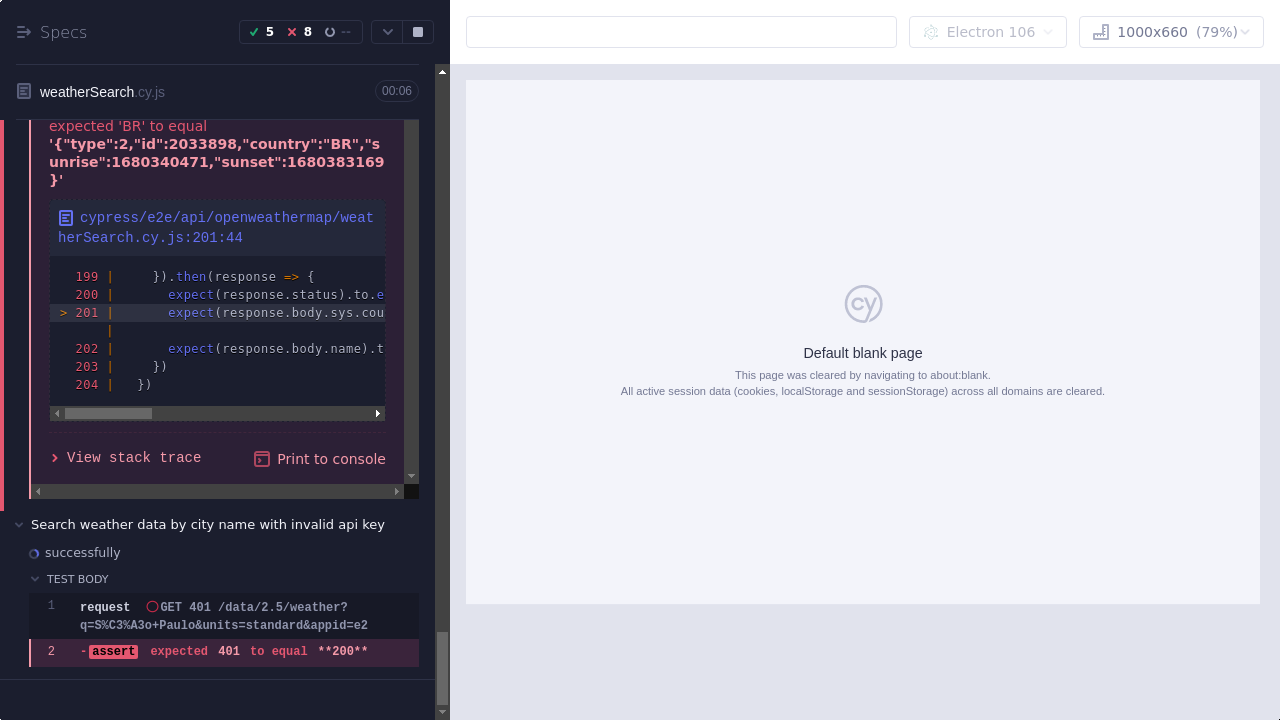 Specs
5
8
--
Electron 106
1000x660 (79%)
weatherSearch.cy.js
00:06
expected 'BR' to equal
'{"type":2,"id":2033898,"country":"BR","s
unrise":1680340471,"sunset":1680383169
}'
cypress/e2e/api/openweathermap/weat
herSearch.cy.js:201:44
199 |     }).then(response => {
200 |       expect(response.status).to.e
> 201 |       expect(response.body.sys.cou
|
202 |       expect(response.body.name).t
203 |     })
204 |   })
View stack trace
Print to console
Search weather data by city name with invalid api key
successfully
TEST BODY
1 request GET 401 /data/2.5/weather?
q=S%C3%A3o+Paulo&units=standard&appid=e2
2 -assert expected 401 to equal **200**
cy
Default blank page
This page was cleared by navigating to about:blank.
All active session data (cookies, localStorage and sessionStorage) across all domains are cleared.